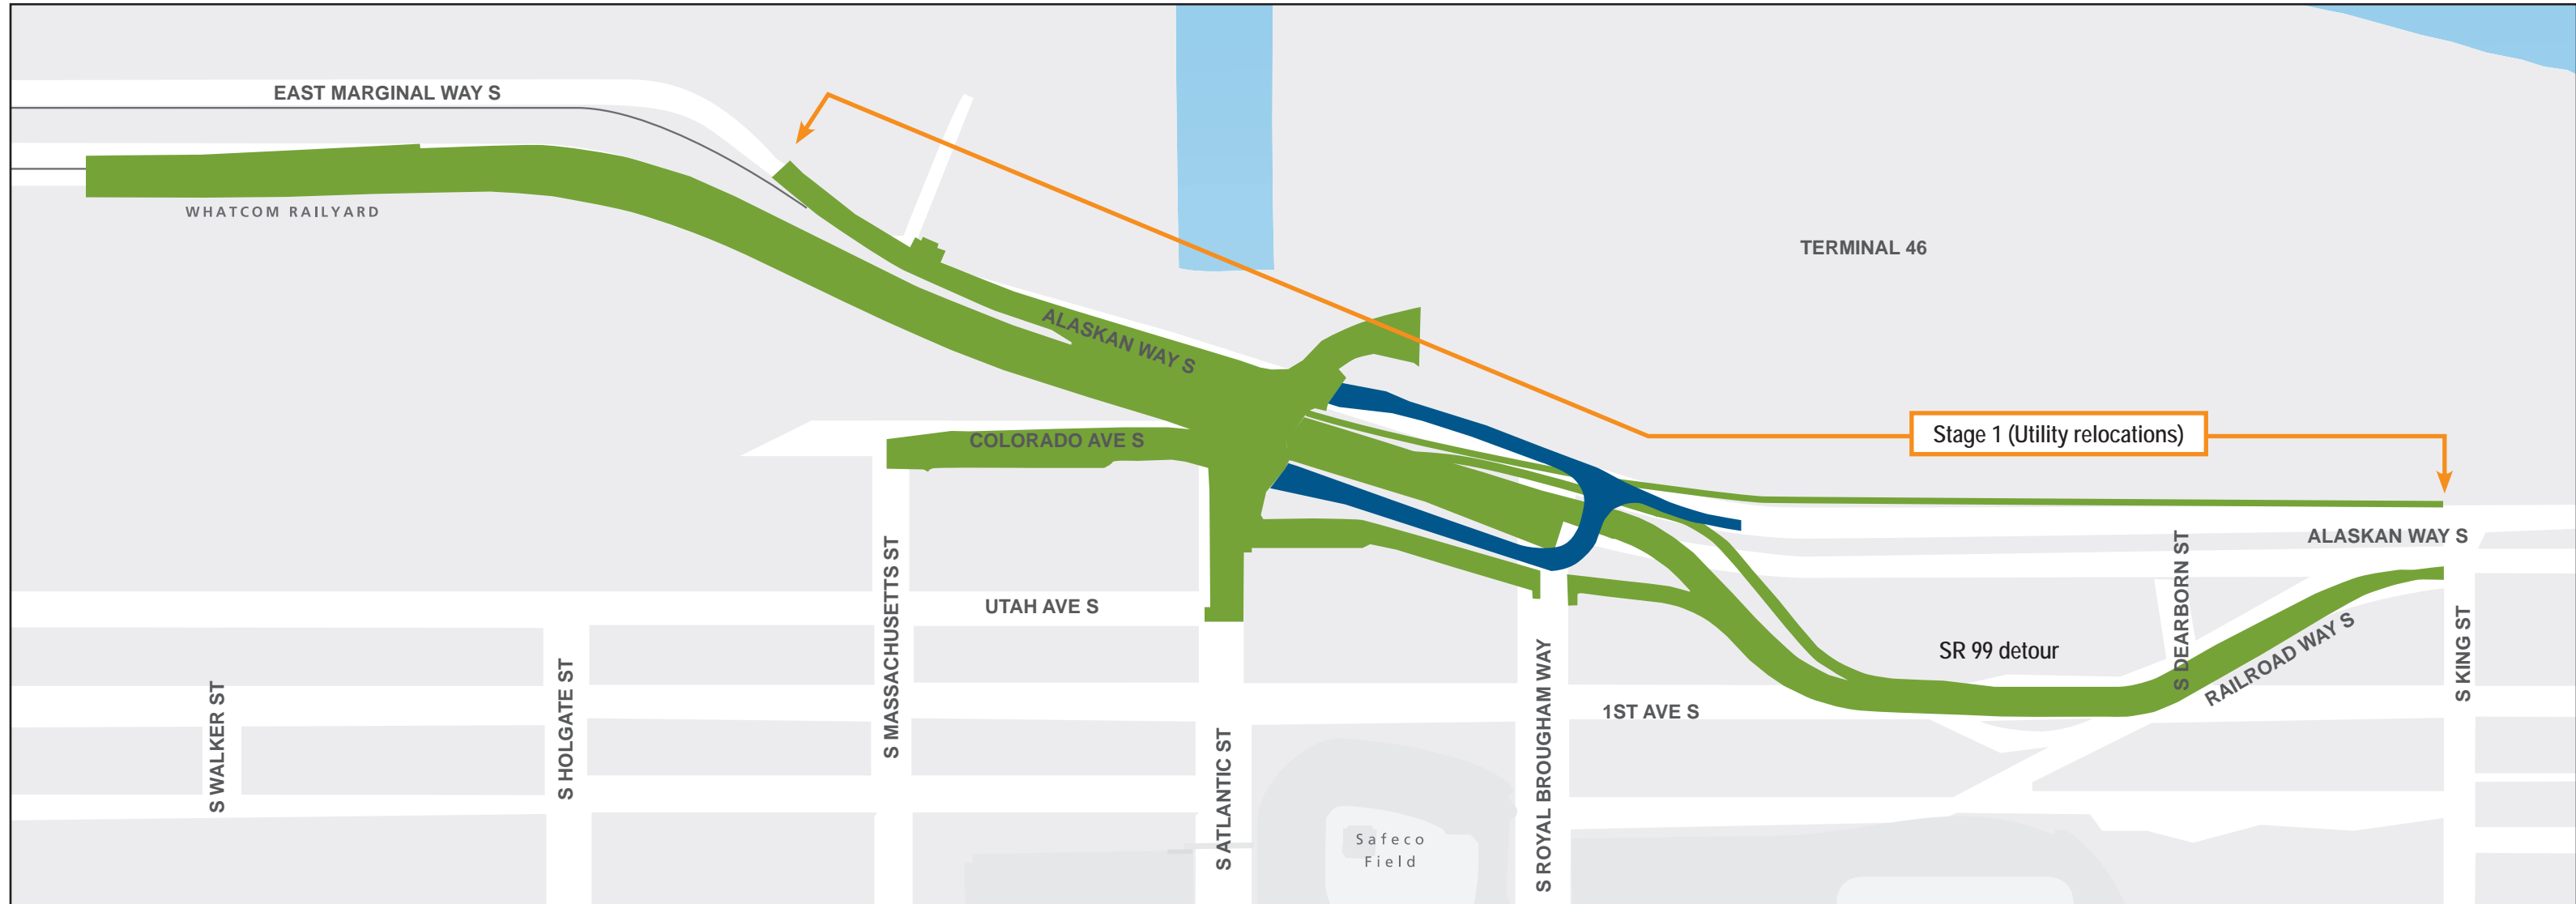 EAST MARGINAL WAY S
WHATCOM RAILYARD
TERMINAL 46
ALASKAN WAY S
COLORADO AVE S
Stage 1 (Utility relocations)
ALASKAN WAY S
UTAH AVE S
S MASSACHUSETTS ST
S DEARBORN ST
SR 99 detour
RAILROAD WAY S
S KING ST
S WALKER ST
S HOLGATE ST
1ST AVE S
S ATLANTIC ST
S ROYAL BROUGHAM WAY
Safeco
Field